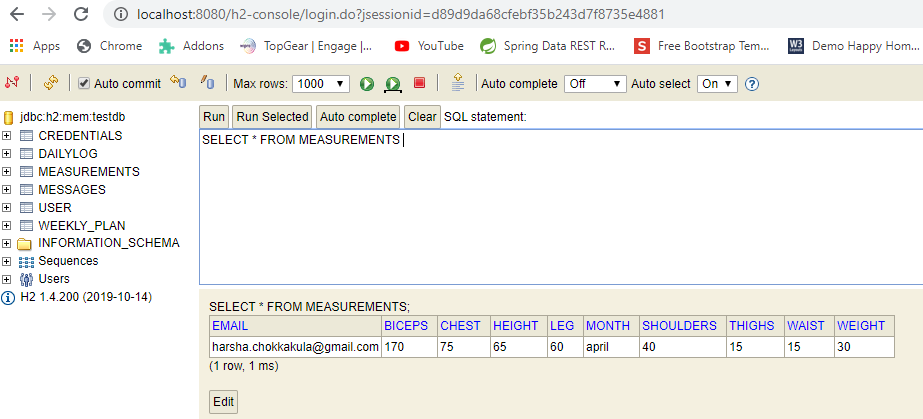 localhost:8080/h2-console/login.do?jsessionid=d89d9da68cfebf35b243d7f8735e4881
Apps Chrome Addons TopGear | Engage |... YouTube Spring Data REST R... Free Bootstrap Tem... W3 Demo Happy Hom...
Auto commit Max rows: 1000 Auto complete Off Auto select On
jdbc:h2:mem:testdb
CREDENTIALS
DAILYLOG
MEASUREMENTS
MESSAGES
USER
WEEKLY_PLAN
INFORMATION_SCHEMA
Sequences
Users
H2 1.4.200 (2019-10-14)
Run Run Selected Auto complete Clear SQL statement:
SELECT * FROM MEASUREMENTS
SELECT * FROM MEASUREMENTS;
EMAIL BICEPS CHEST HEIGHT LEG MONTH SHOULDERS THIGHS WAIST WEIGHT
harsha.chokkakula@gmail.com 170 75 65 60 april 40 15 15 30
(1 row, 1 ms)
Edit